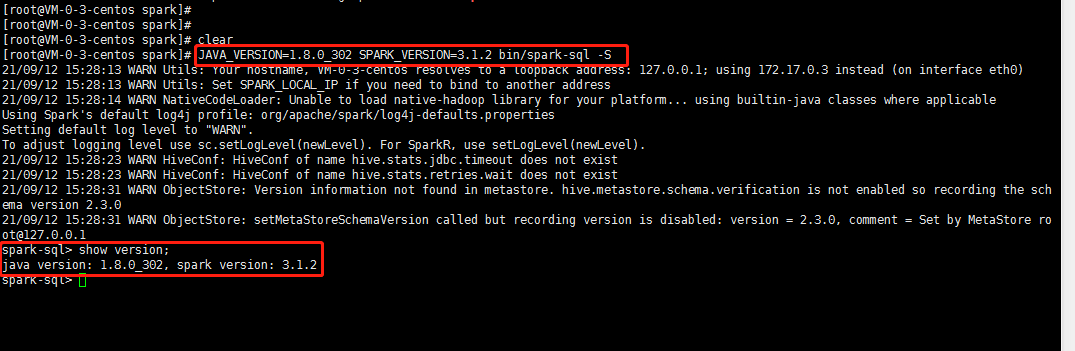 [root@VM-0-3-centos spark]#
[root@VM-0-3-centos spark]#
[root@VM-0-3-centos spark]# clear
[root@VM-0-3-centos spark]# JAVA_VERSION=1.8.0_302 SPARK_VERSION=3.1.2 bin/spark-sql -S
21/09/12 15:28:13 WARN Utils: Your hostname, VM-0-3-centos resolves to a loopback address: 127.0.0.1; using 172.17.0.3 instead (on interface eth0)
21/09/12 15:28:13 WARN Utils: Set SPARK_LOCAL_IP if you need to bind to another address
21/09/12 15:28:14 WARN NativeCodeLoader: Unable to load native-hadoop library for your platform... using builtin-java classes where applicable
Using Spark's default log4j profile: org/apache/spark/log4j-defaults.properties
Setting default log level to "WARN".
To adjust logging level use sc.setLogLevel(newLevel). For SparkR, use setLogLevel(newLevel).
21/09/12 15:28:23 WARN HiveConf: HiveConf of name hive.stats.jdbc.timeout does not exist
21/09/12 15:28:23 WARN HiveConf: HiveConf of name hive.stats.retries.wait does not exist
21/09/12 15:28:31 WARN ObjectStore: Version information not found in metastore. hive.metastore.schema.verification is not enabled so recording the sch
ema version 2.3.0
21/09/12 15:28:31 WARN ObjectStore: setMetaStoreSchemaVersion called but recording version is disabled: version = 2.3.0, comment = Set by MetaStore ro
ot@127.0.0.1
spark-sql> show version;
java version: 1.8.0_302, spark version: 3.1.2
spark-sql>